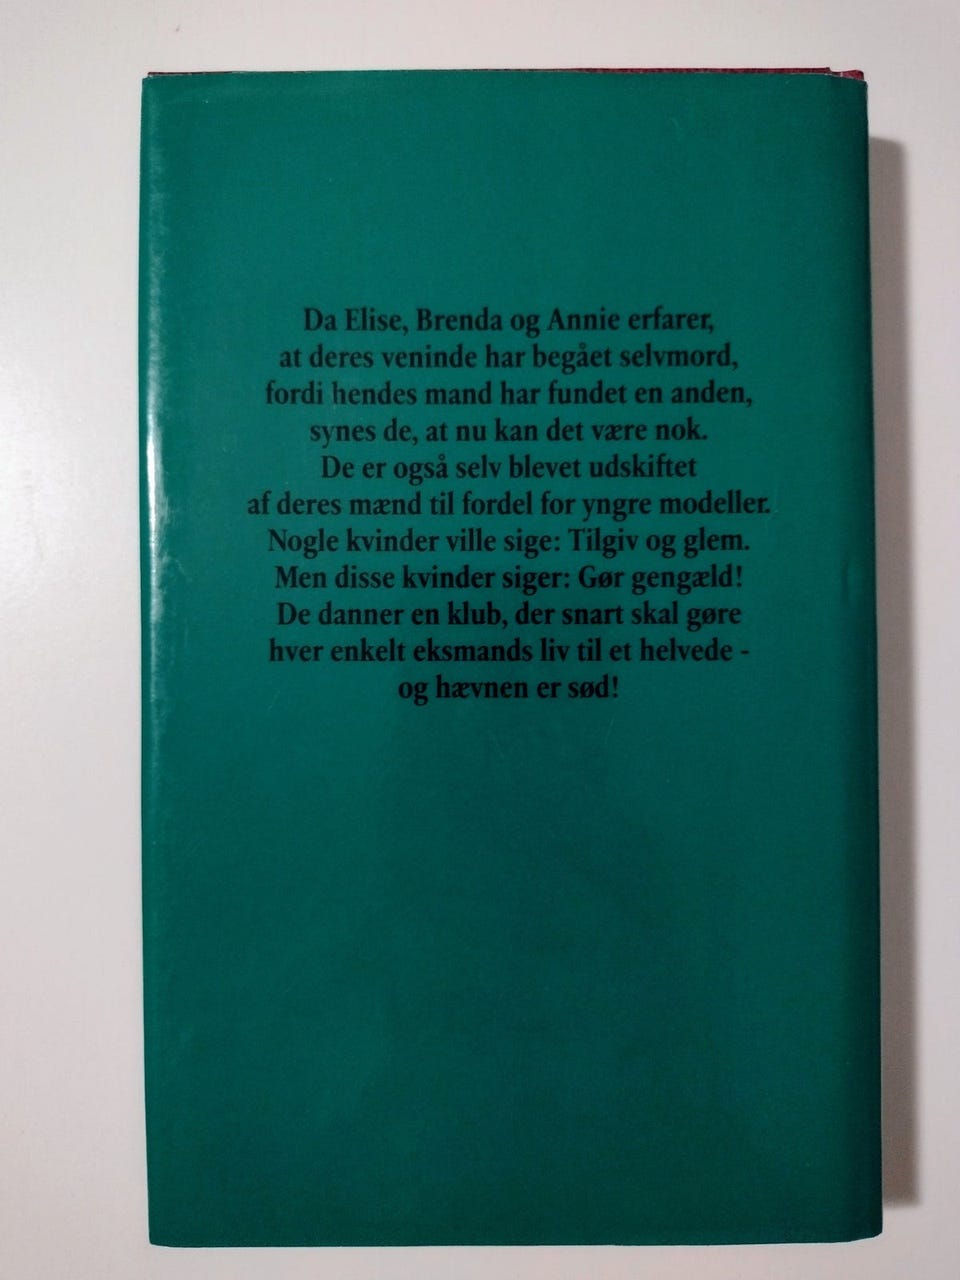 Da Elise, Brenda og Annie erfarer,
at deres veninde har begået selvmord,
fordi hendes mand har fundet en anden,
synes de, at nu kan det være nok.
De er også selv blevet udskiftet
af deres mænd til fordel for yngre modeller.
Nogle kvinder ville sige: Tilgiv og glem.
Men disse kvinder siger: Gør gengæld!
De danner en klub, der snart skal gøre
hver enkelt eksmands liv til et helvede -
og hævnen er sød!